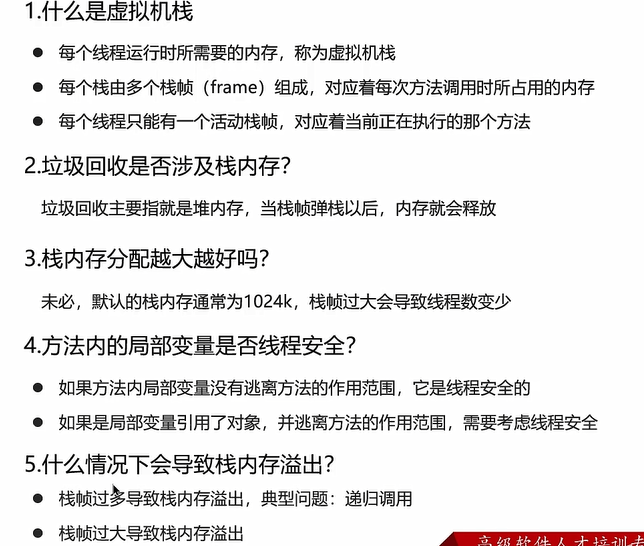 1.什么是虚拟机栈
● 每个线程运行时所需要的内存，称为虚拟机栈
● 每个栈由多个栈帧（frame）组成，对应着每次方法调用时所占用的内存
● 每个线程只能有一个活动栈帧，对应着当前正在执行的那个方法
2.垃圾回收是否涉及栈内存？
垃圾回收主要指就是堆内存，当栈帧弹栈以后，内存就会释放
3.栈内存分配越大越好吗？
未必，默认的栈内存通常为1024k，栈帧过大会导致线程数变少
4.方法内的局部变量是否线程安全？
● 如果方法内局部变量没有逃离方法的作用范围，它是线程安全的
● 如果是局部变量引用了对象，并逃离方法的作用范围，需要考虑线程安全
5.什么情况下会导致栈内存溢出？
● 栈帧过多导致栈内存溢出，典型问题：递归调用
● 栈帧过大导致栈内存溢出
高级软件人才培训专